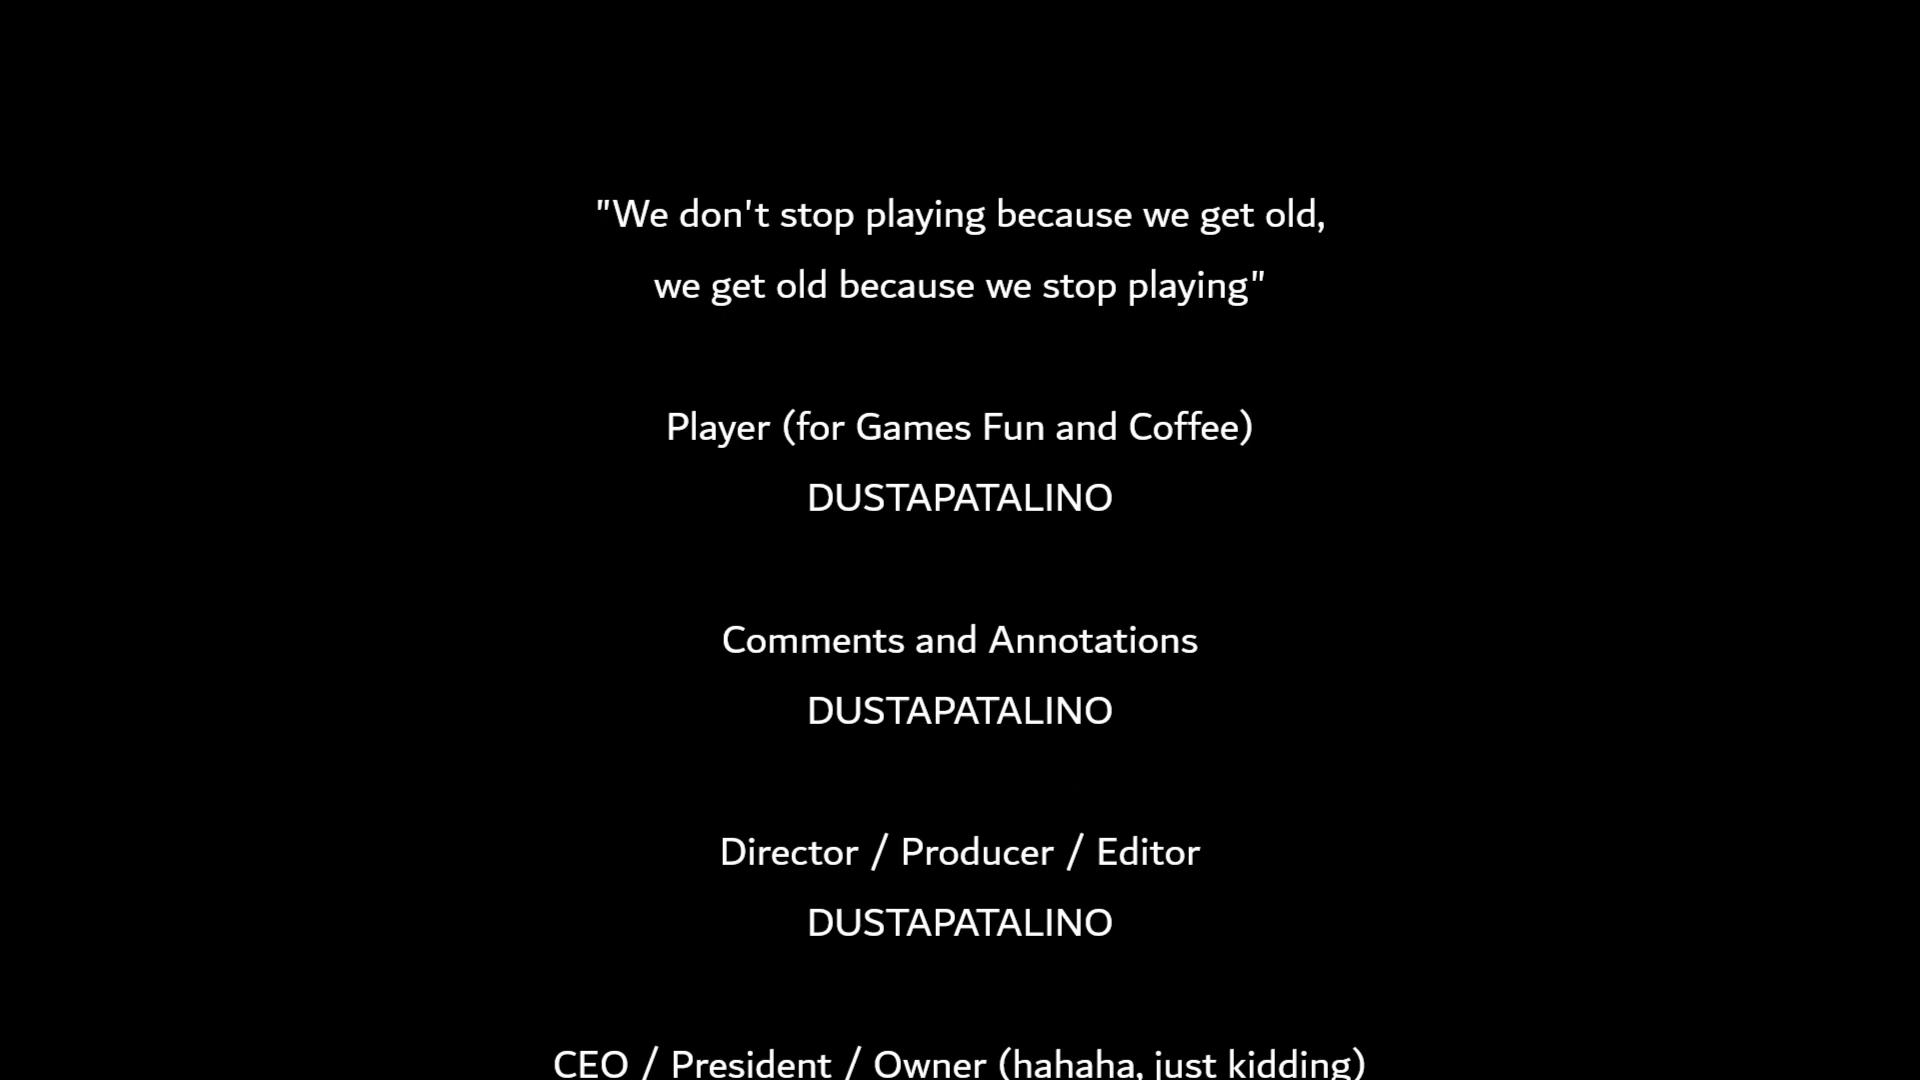 "We don't stop playing because we get old,
we get old because we stop playing"
Player (for Games Fun and Coffee)
DUSTAPATALINO
Comments and Annotations
DUSTAPATALINO
Director / Producer / Editor
DUSTAPATALINO
CEO / President / Owner (hahaha, just kidding)